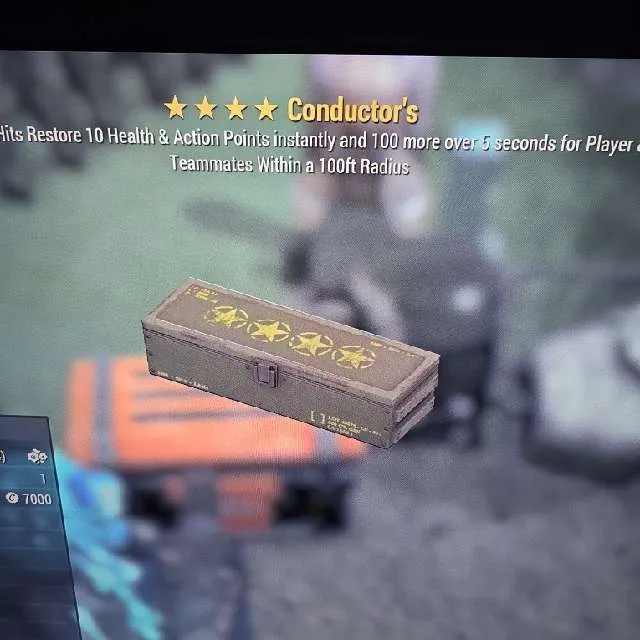 ★★★★ Conductor's
Hits Restore 10 Health & Action Points instantly and 100 more over 5 seconds for Player &
Teammates Within a 100ft Radius
1
7000